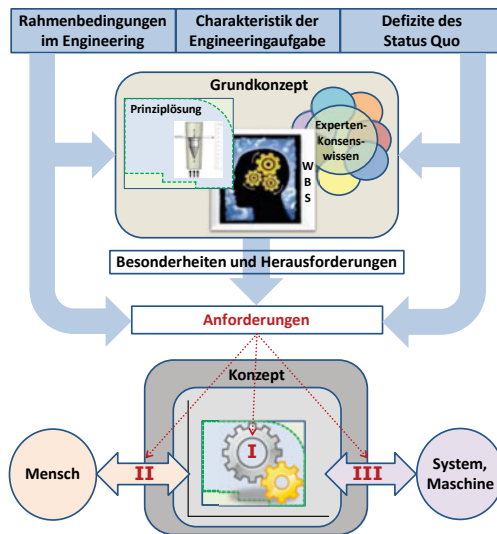 Rahmenbedingungen
im Engineering
Charakteristik der
Engineeringaufgabe
Defizite des
Status Quo
Grundkonzept
Prinziplösung
Experten-
Konsens-
wissen
W
B
S
Besonderheiten und Herausforderungen
Anforderungen
Konzept
I
Mensch
II
III
System,
Maschine